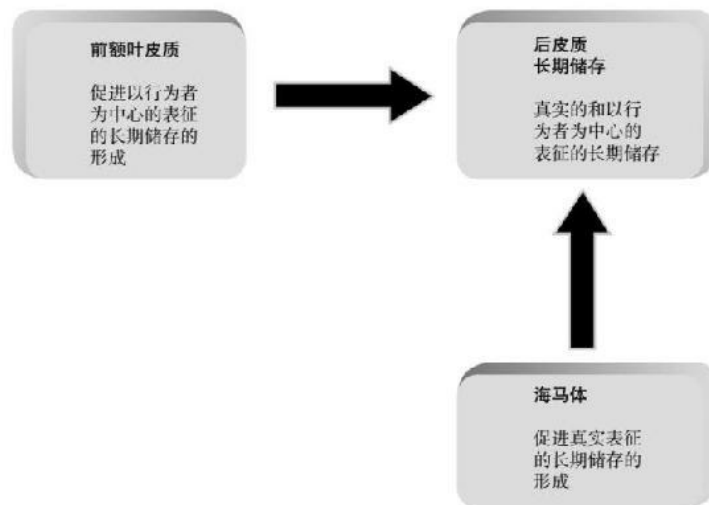 前额叶皮质
促进以行为者
为中心的表征
的长期储存的
形成
后皮质
长期储存
真实的和以行
为者为中心的
表征的长期储存
海马体
促进真实表征
的长期储存的
形成